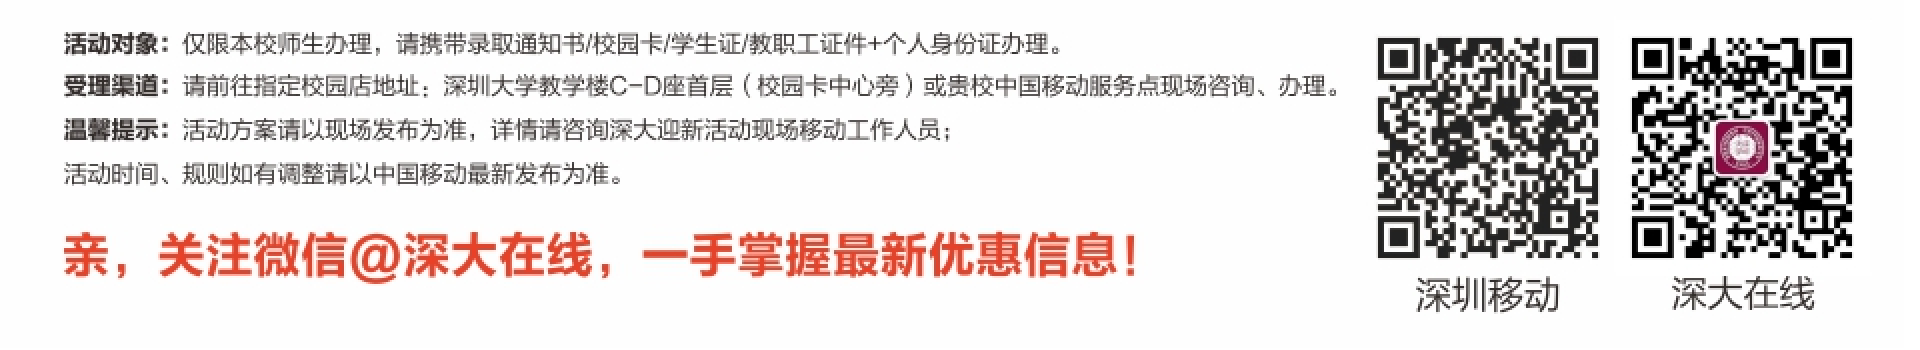 活动对象：仅限本校师生办理，请携带录取通知书/校园卡/学生证/教职工证件+个人身份证办理。
受理渠道：请前往指定校园店地址：深圳大学教学楼C-D座首层（校园卡中心旁）或贵校中国移动服务点现场咨询、办理。
温馨提示：活动方案请以现场发布为准，详情请咨询深大迎新活动现场移动工作人员；
活动时间、规则如有调整请以中国移动最新发布为准。
亲，关注微信@深大在线，一手掌握最新优惠信息！
深圳移动
深大在线